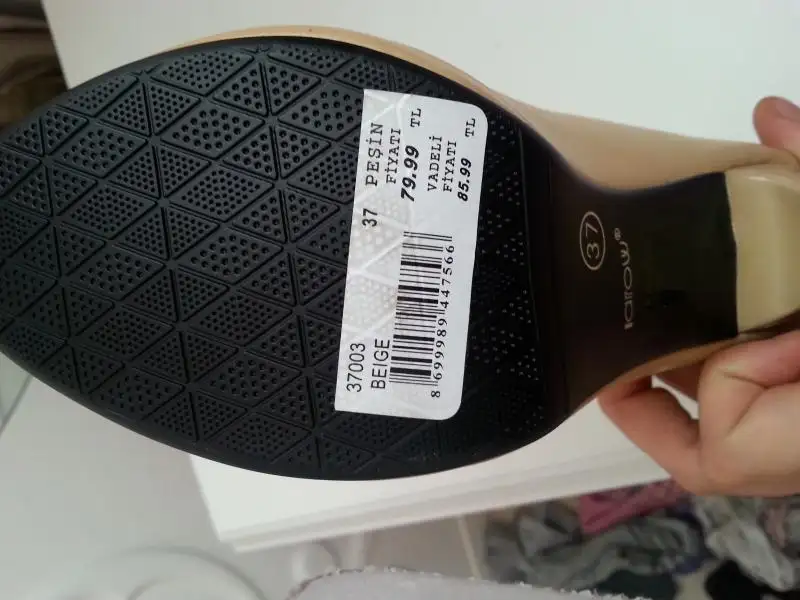 37003 37
BEIGE
PEŞİN
FİYATI
79.99 TL
VADELİ
FİYATI
85.99 TL
8 699989 447566
37